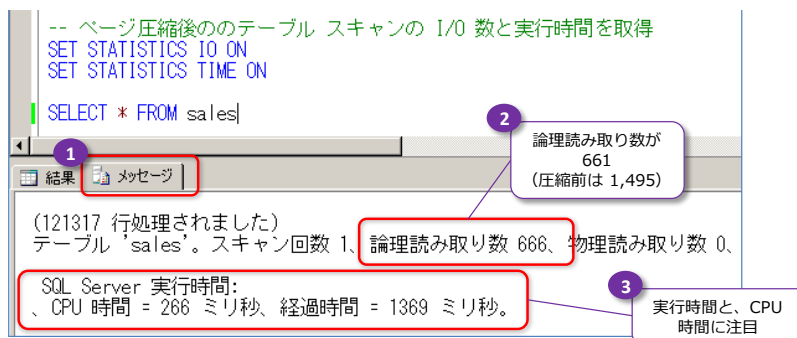 -- ページ圧縮後ののテーブル スキャンの I/O 数と実行時間を取得
SET STATISTICS IO ON
SET STATISTICS TIME ON
SELECT * FROM sales
2
論理読み取り数が
661
(圧縮前は 1,495)
1
結果 メッセージ
(121317 行処理されました)
テーブル 'sales'。スキャン回数 1、論理読み取り数 666、物理読み取り数 0、
SQL Server 実行時間:
、CPU 時間 = 266 ミリ秒、経過時間 = 1369 ミリ秒。
3
実行時間と、CPU
時間に注目